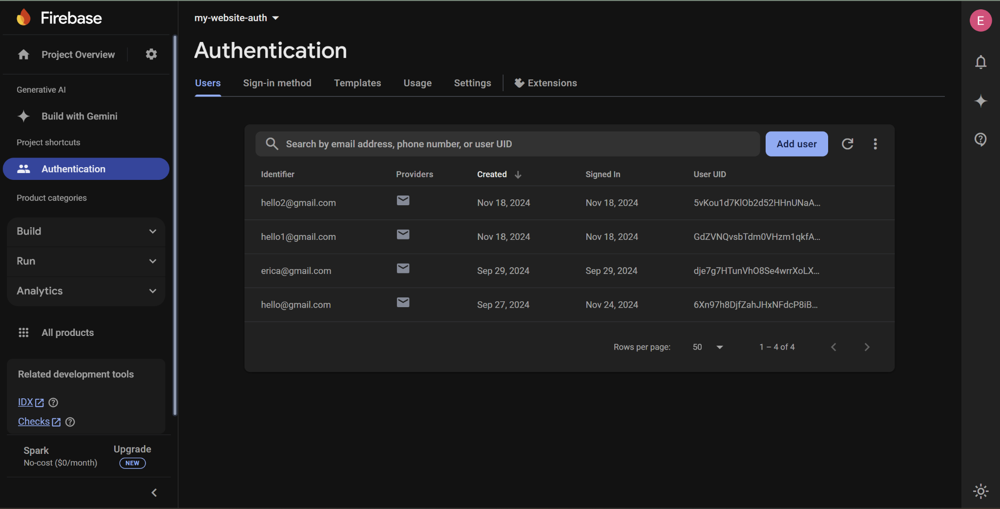 Firebase
Project Overview
Generative AI
Build with Gemini
Project shortcuts
Authentication
Product categories
Build
Run
Analytics
All products
Related development tools
IDX
Checks
Spark
No-cost ($0/month)
Upgrade
NEW
my-website-auth
Authentication
Users Sign-in method Templates Usage Settings Extensions
Search by email address, phone number, or user UID
Add user
Identifier Providers Created Signed In User UID
hello2@gmail.com Nov 18, 2024 Nov 18, 2024 5vKou1d7KlOb2d52HHnUNaA...
hello1@gmail.com Nov 18, 2024 Nov 18, 2024 GdZVNQvsbTdm0VHzm1qkfA...
erica@gmail.com Sep 29, 2024 Sep 29, 2024 dje7g7HTunVhO8Se4wrrXoLX...
hello@gmail.com Sep 27, 2024 Nov 24, 2024 6Xn97h8DjfZahJHxNFdcP8iB...
Rows per page: 50 1 – 4 of 4
E